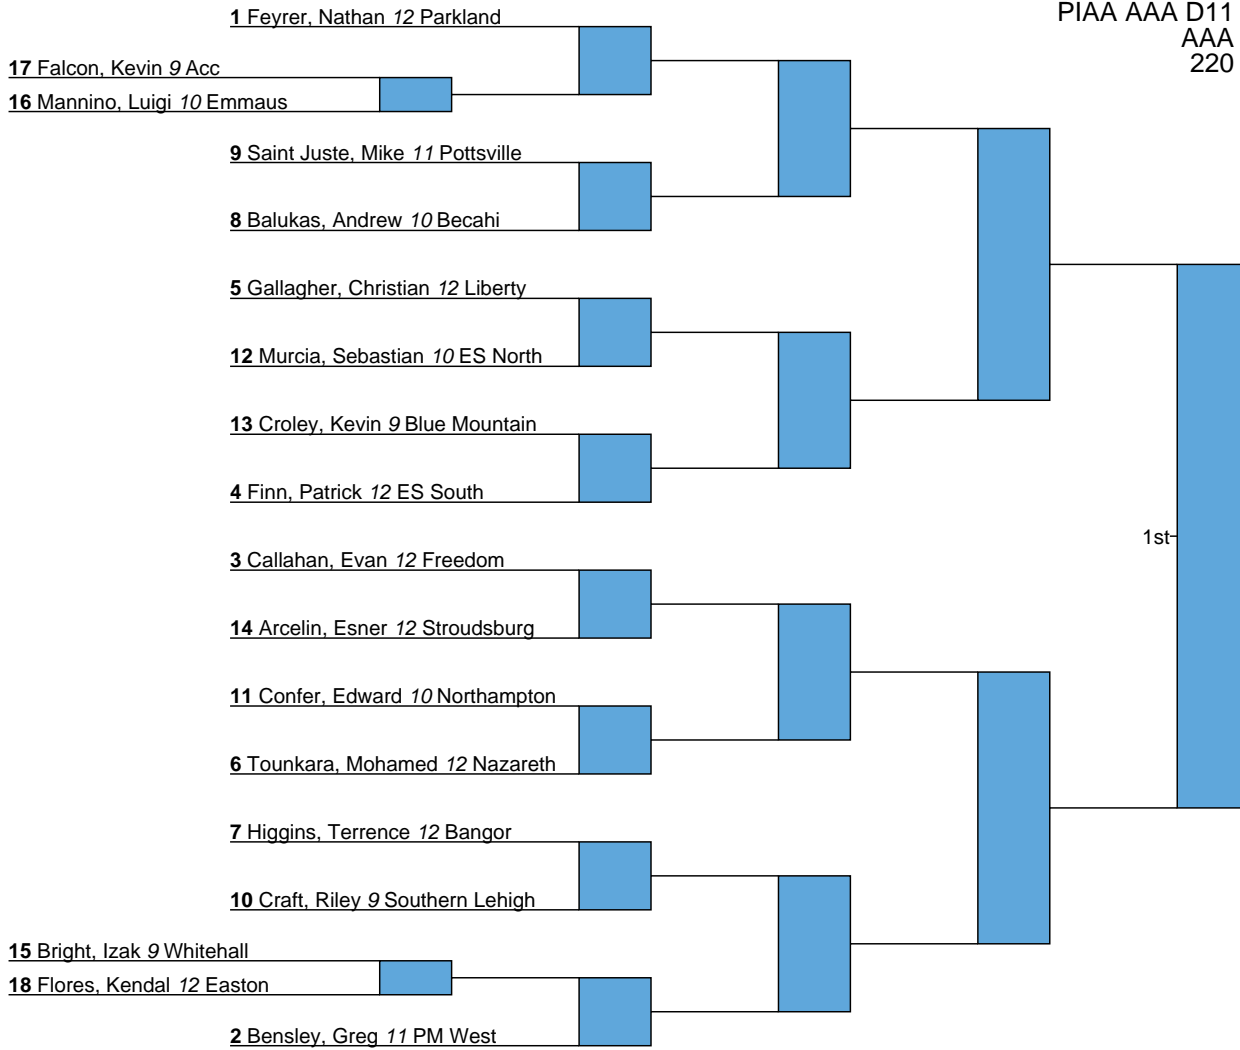 PIAA AAA D11
AAA
220
1 Feyrer, Nathan 12 Parkland
17 Falcon, Kevin 9 Acc
16 Mannino, Luigi 10 Emmaus
9 Saint Juste, Mike 11 Pottsville
8 Balukas, Andrew 10 Becahi
5 Gallagher, Christian 12 Liberty
12 Murcia, Sebastian 10 ES North
13 Croley, Kevin 9 Blue Mountain
4 Finn, Patrick 12 ES South
3 Callahan, Evan 12 Freedom
14 Arcelin, Esner 12 Stroudsburg
11 Confer, Edward 10 Northampton
6 Tounkara, Mohamed 12 Nazareth
7 Higgins, Terrence 12 Bangor
10 Craft, Riley 9 Southern Lehigh
15 Bright, Izak 9 Whitehall
18 Flores, Kendal 12 Easton
2 Bensley, Greg 11 PM West
1st